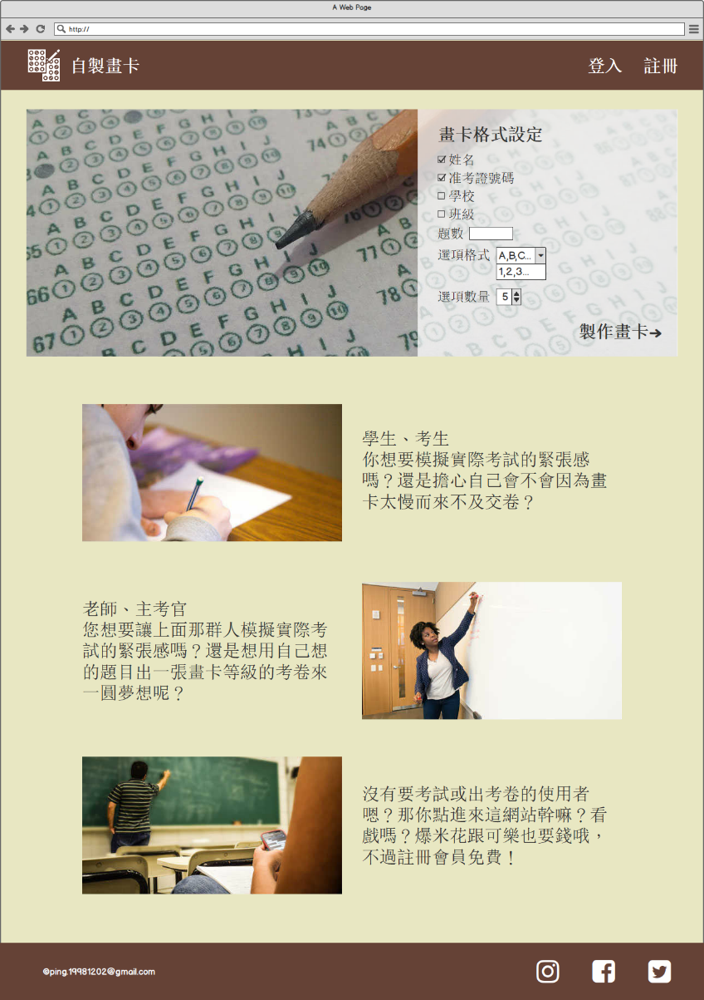 A Web Page
http://
自製畫卡
登入
註冊
畫卡格式設定
姓名
准考證號碼
學校
班級
題數
選項格式 A,B,C...
1,2,3...
選項數量 5
製作畫卡
學生、考生
你想要模擬實際考試的緊張感
嗎？還是擔心自己會不會因為畫
卡太慢而來不及交卷？
老師、主考官
您想要讓上面那群人模擬實際考
試的緊張感嗎？還是想用自己想
的題目出一張畫卡等級的考卷來
一圓夢想呢？
沒有要考試或出考卷的使用者
嗯？那你點進來這網站幹嘛？看
戲嗎？爆米花跟可樂也要錢哦，
不過註冊會員免費！
©ping.19981202@gmail.com